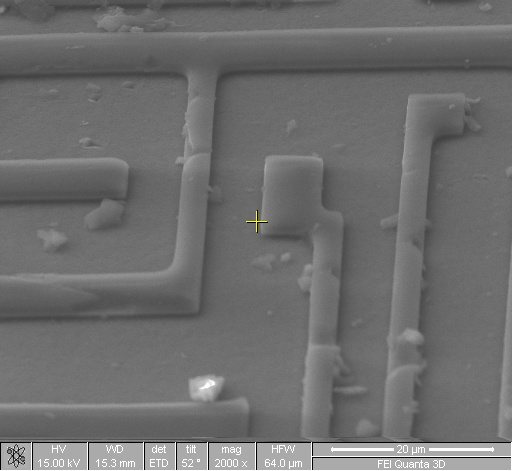 HV WD det tilt mag HFW 20 µm
15.00 kV 15.3 mm ETD 52 ° 2000 x 64.0 µm FEI Quanta 3D